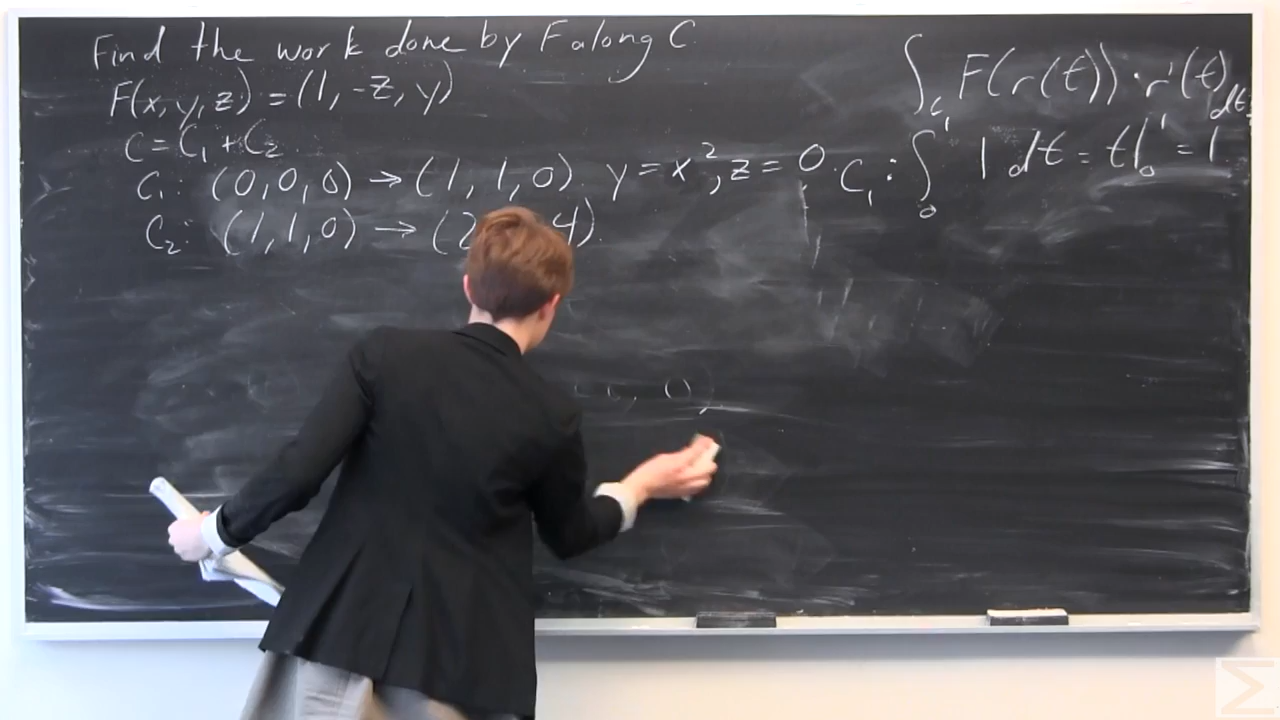 Find the work done by F along C
F(x, y, z) = (1, -z, y)
C = C₁ + C₂
C₁: (0,0,0) → (1, 1, 0) y = x², z = 0
C₂: (1, 1, 0) → (2 4)
∫C₁ F(r(t)) · r'(t) dt
C₁: ∫₀¹ 1 dt = t|₀¹ = 1